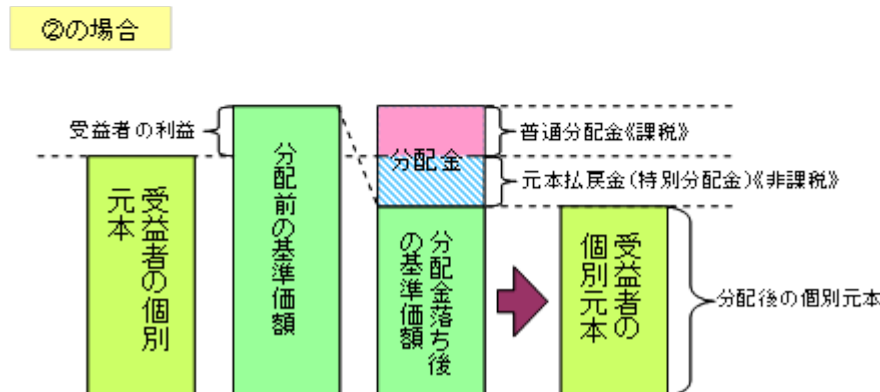 ②の場合
受益者の利益
普通分配金《課税》
分配金
元本払戻金(特別分配金)《非課税》
受益者の個別
元本
分配前の基準価額
分配金落ち後
の基準価額
受益者の
個別元本
分配後の個別元本